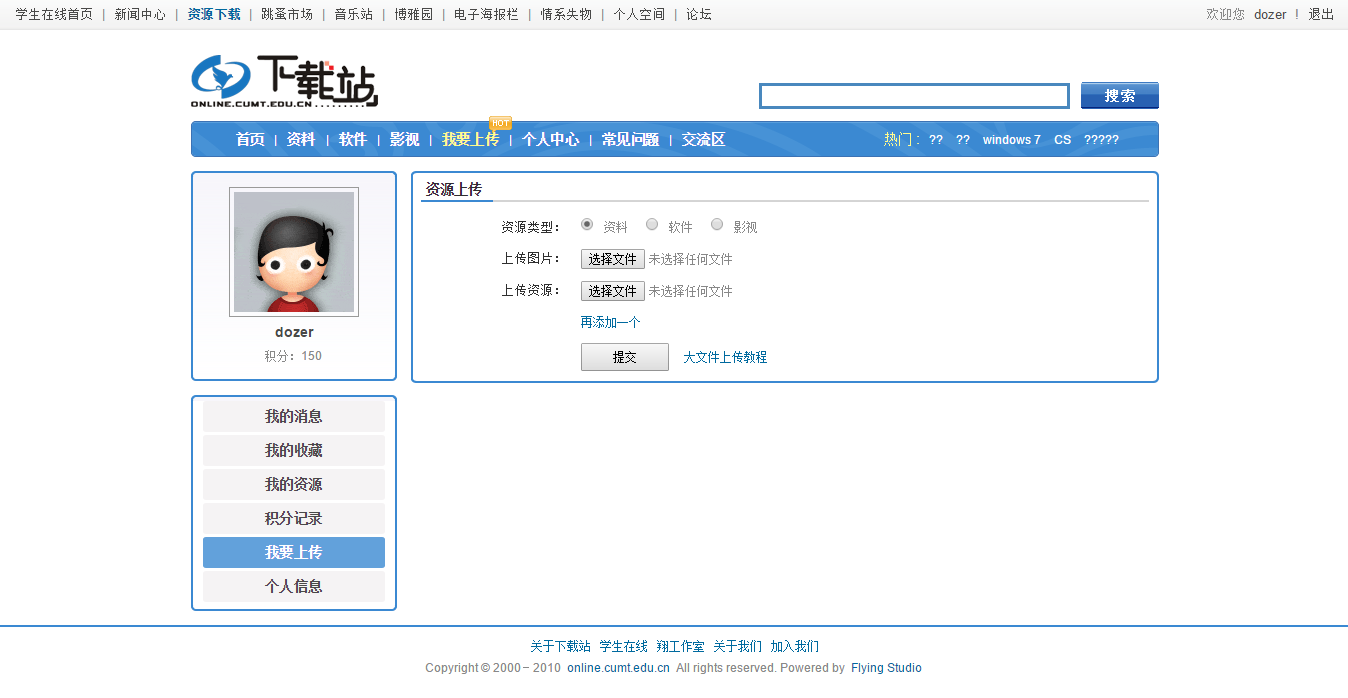 学生在线首页 | 新闻中心 | 资源下载 | 跳蚤市场 | 音乐站 | 博雅园 | 电子海报栏 | 情系失物 | 个人空间 | 论坛 欢迎您 dozer ! 退出
下载站
ONLINE.CUMT.EDU.CN
搜索
HOT
首页 | 资料 | 软件 | 影视 | 我要上传 | 个人中心 | 常见问题 | 交流区 热门: ?? ?? windows 7 CS ?????
dozer
积分: 150
资源上传
资源类型: 资料 软件 影视
上传图片: 选择文件 未选择任何文件
上传资源: 选择文件 未选择任何文件
再添加一个
提交 大文件上传教程
我的消息
我的收藏
我的资源
积分记录
我要上传
个人信息
关于下载站 学生在线 翔工作室 关于我们 加入我们
Copyright © 2000 – 2010 online.cumt.edu.cn All rights reserved. Powered by Flying Studio